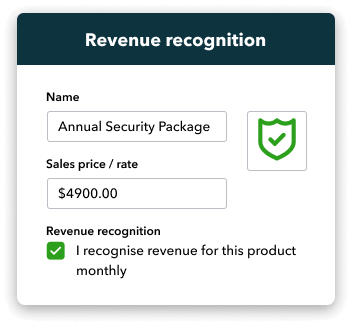 Revenue recognition
Name
Annual Security Package
Sales price / rate
$4900.00
Revenue recognition
I recognise revenue for this product
monthly